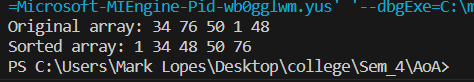 =Microsoft-MIEngine-Pid-wb0gglwm.yus' '--dbgExe=C:\m
Original array: 34 76 50 1 48
Sorted array: 1 34 48 50 76
PS C:\Users\Mark Lopes\Desktop\college\Sem_4\AoA>